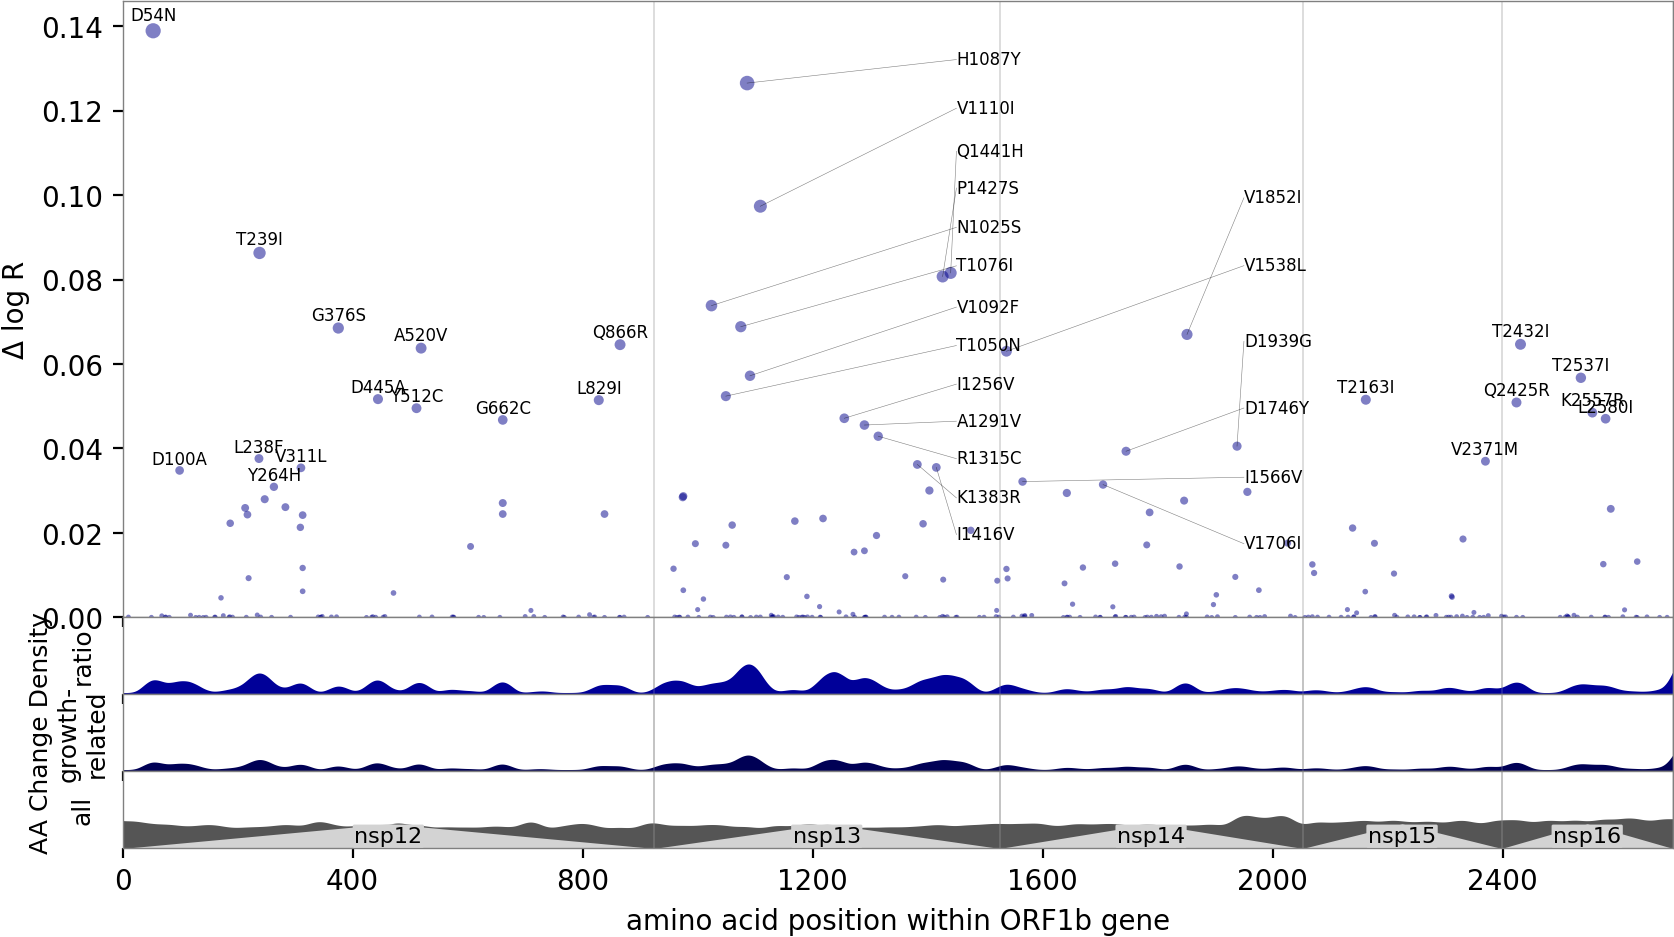 D54N
0.14
H1087Y
0.12
V1110I
Q1441H
P1427S
0.10
V1852I
N1025S
T239I
T1076I
V1538L
0.08
V1092F
G376S
A520V
Q866R
T1050N
D1939G
T2432I
Δ log R
0.06
T2537I
D445A
Y512C
L829I
I1256V
T2163I
Q2425R
K2557R
L2580I
G662C
A1291V
D1746Y
0.04
L238F
V311L
D100A
Y264H
R1315C
V2371M
I1566V
K1383R
0.02
I1416V
V1706I
0.00
AA Change Density
ratio
growth-
related
all
nsp12
nsp13
nsp14
nsp15
nsp16
0
400
800
1200
1600
2000
2400
amino acid position within ORF1b gene